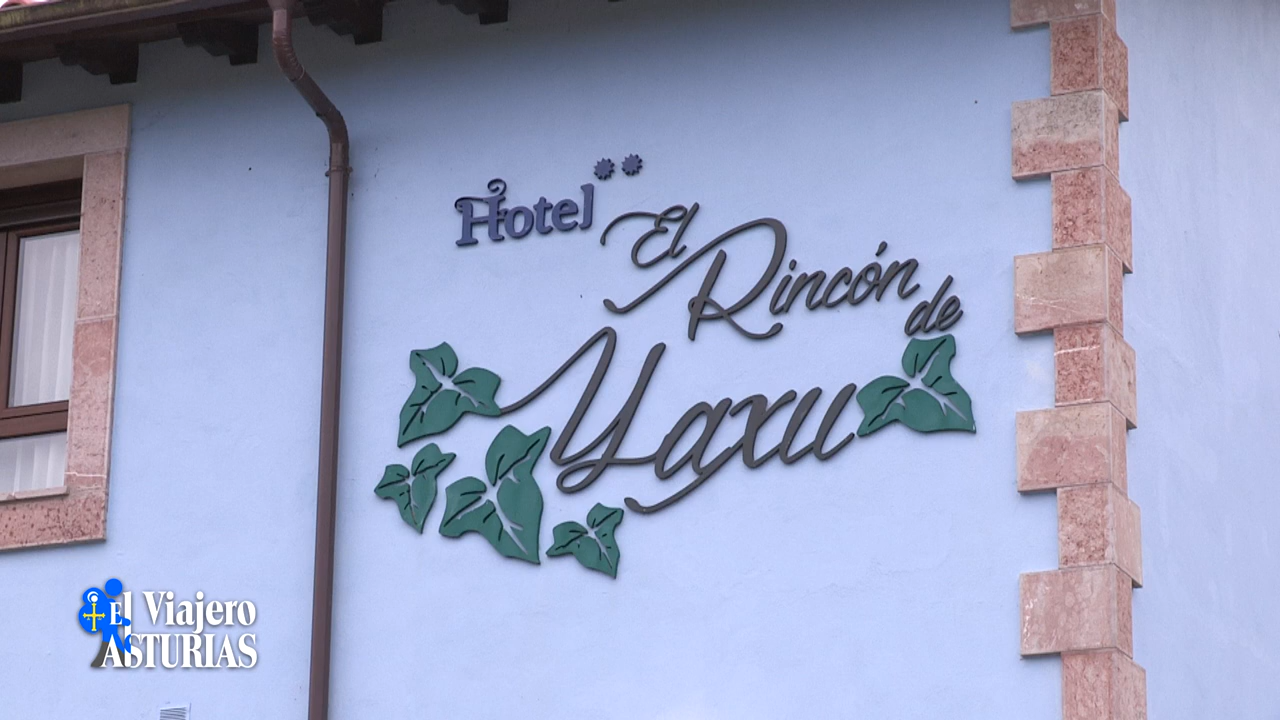 Hotel **
El
Rincón de
Yaxu
El Viajero
ASTURIAS